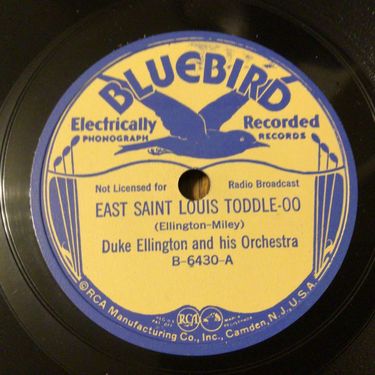 BLUEBIRD
Electrically Recorded
PHONOGRAPH RECORDS
Not Licensed for Radio Broadcast
EAST SAINT LOUIS TODDLE-OO
(Ellington-Miley)
Duke Ellington and his Orchestra
B-6430-A
©RCA Manufacturing Co., Inc., Camden, N.J., U.S.A.
RCA